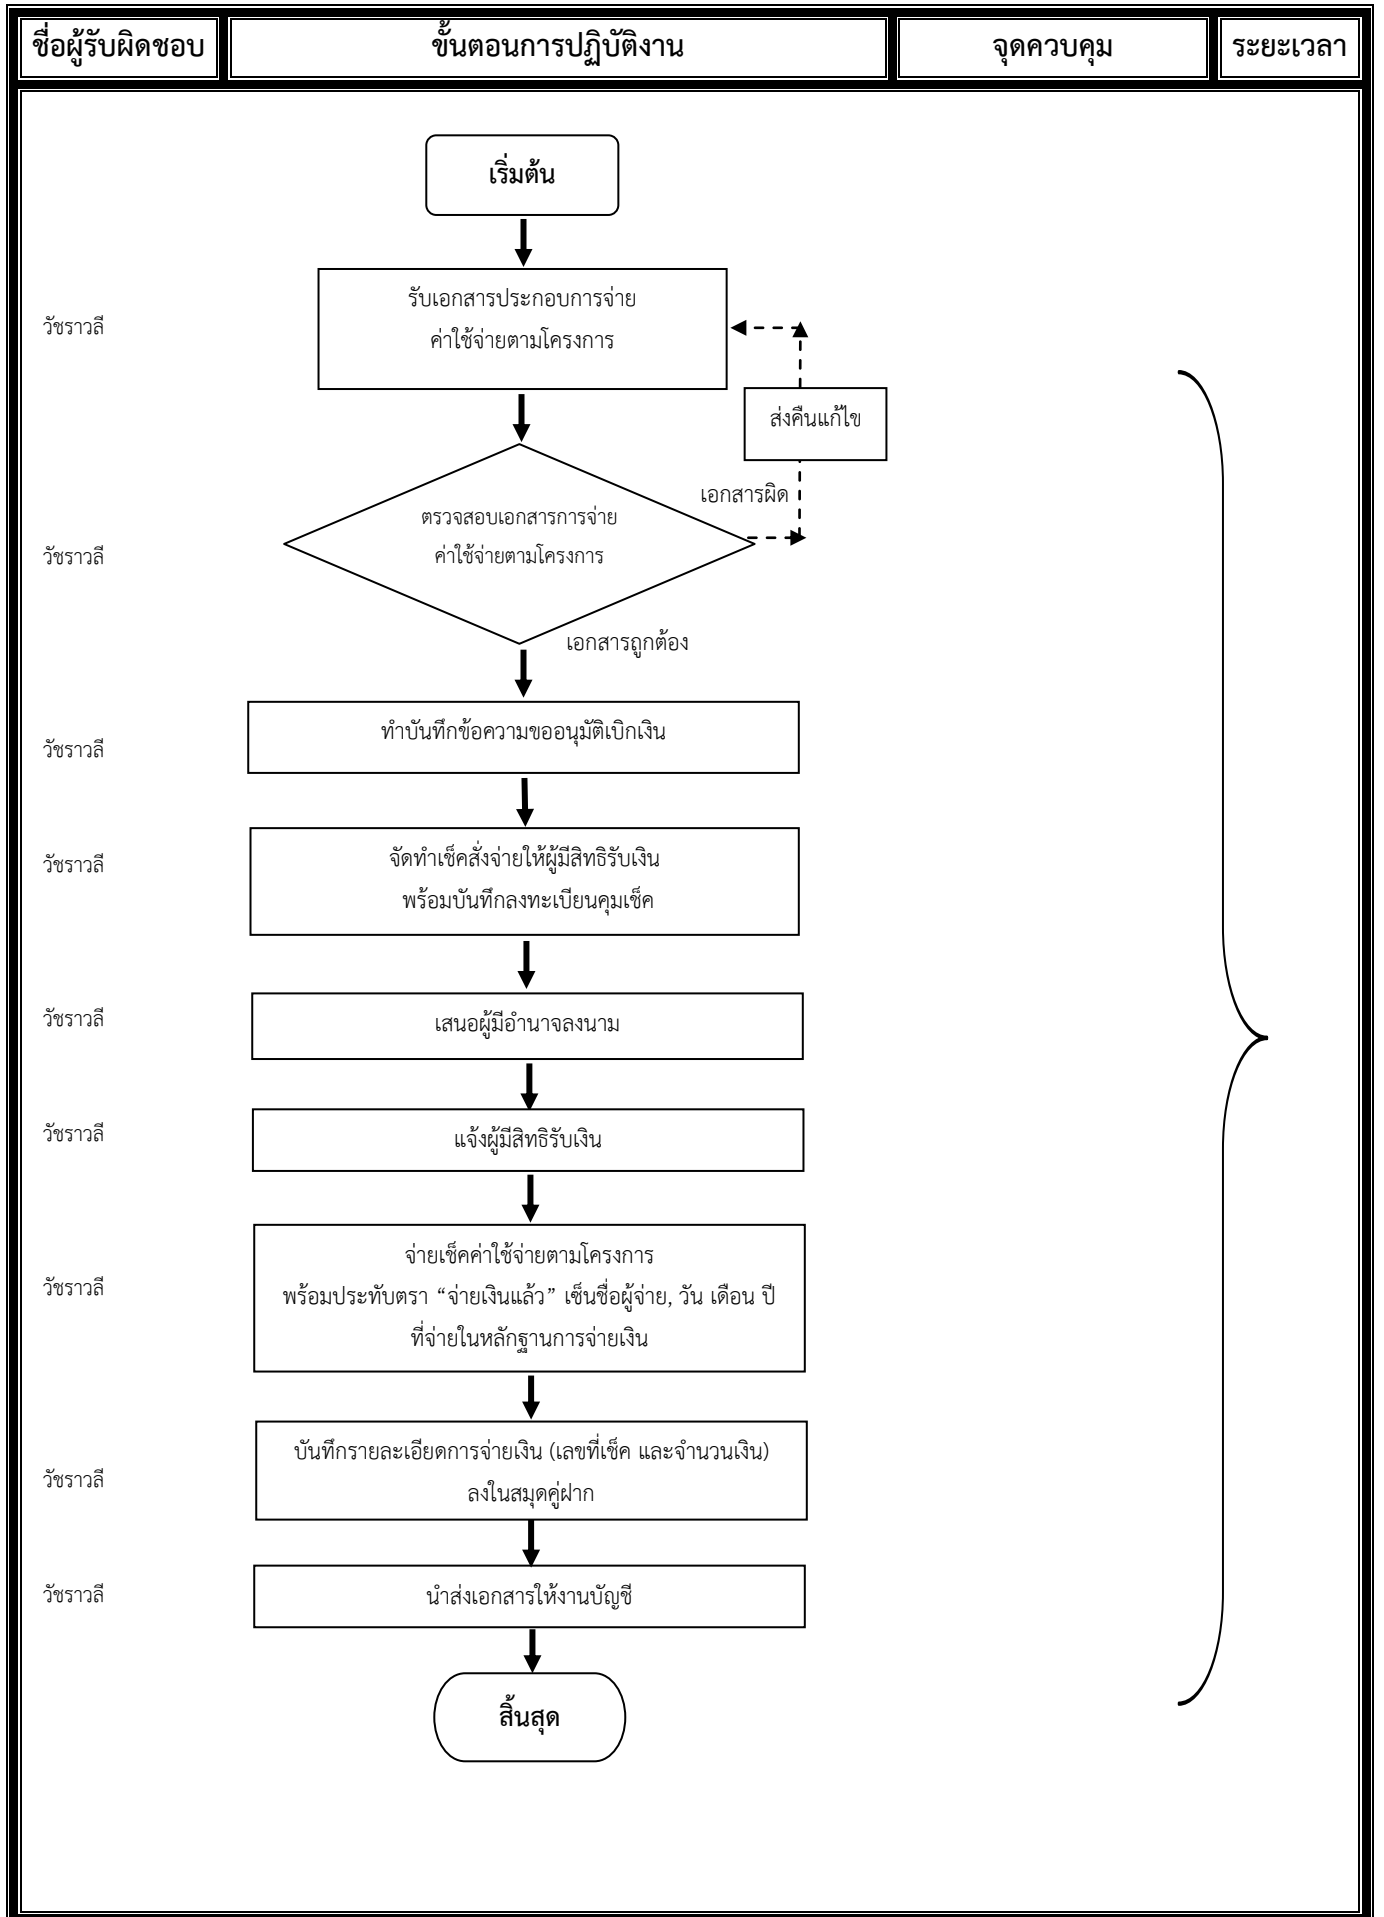 ชื่อผู้รับผิดชอบ ขั้นตอนการปฏิบัติงาน จุดควบคุม ระยะเวลา
เริ่มต้น
วัชราวลี
รับเอกสารประกอบการจ่าย
ค่าใช้จ่ายตามโครงการ
ส่งคืนแก้ไข
เอกสารผิด
วัชราวลี
ตรวจสอบเอกสารการจ่าย
ค่าใช้จ่ายตามโครงการ
เอกสารถูกต้อง
วัชราวลี
ทำบันทึกข้อความขออนุมัติเบิกเงิน
วัชราวลี
จัดทำเช็คสั่งจ่ายให้ผู้มีสิทธิรับเงิน
พร้อมบันทึกลงทะเบียนคุมเช็ค
วัชราวลี
เสนอผู้มีอำนาจลงนาม
วัชราวลี
แจ้งผู้มีสิทธิรับเงิน
วัชราวลี
จ่ายเช็คค่าใช้จ่ายตามโครงการ
พร้อมประทับตรา “จ่ายเงินแล้ว” เซ็นชื่อผู้จ่าย, วัน เดือน ปี
ที่จ่ายในหลักฐานการจ่ายเงิน
วัชราวลี
บันทึกรายละเอียดการจ่ายเงิน (เลขที่เช็ค และจำนวนเงิน)
ลงในสมุดคู่ฝาก
วัชราวลี
นำส่งเอกสารให้งานบัญชี
สิ้นสุด